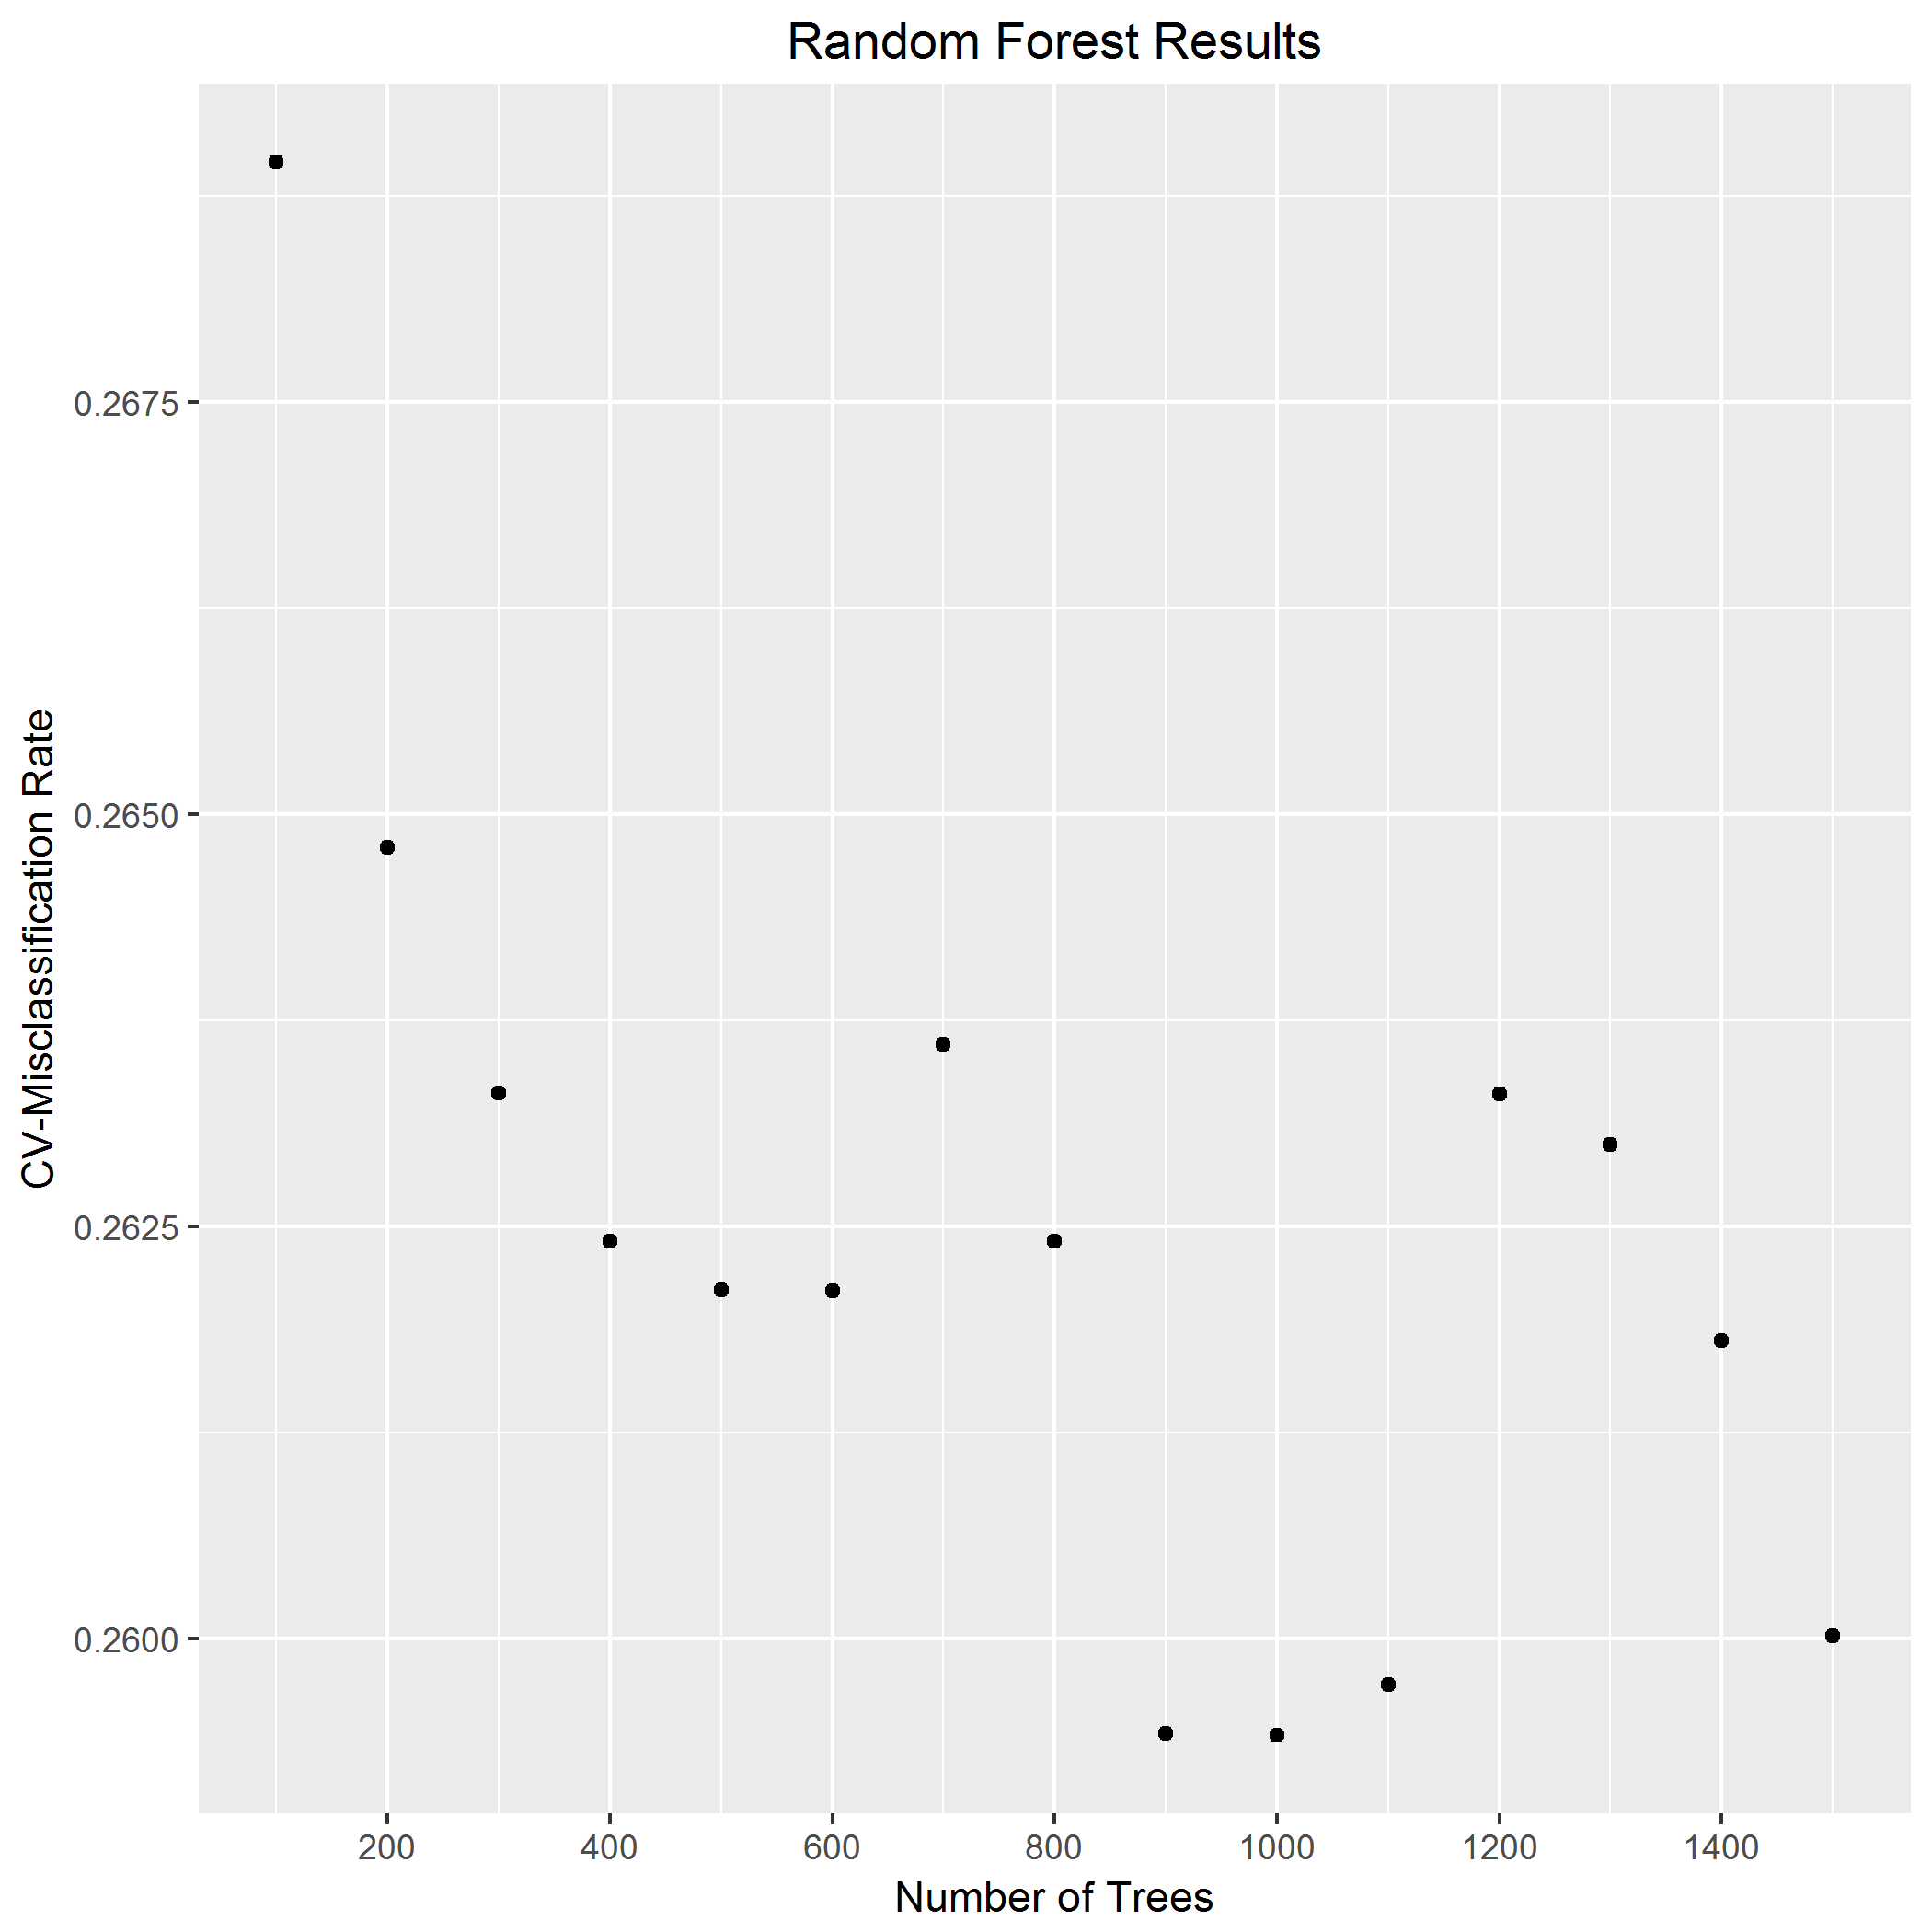 Random Forest Results
CV-Misclassification Rate
0.2675
0.2650
0.2625
0.2600
200 400 600 800 1000 1200 1400
Number of Trees